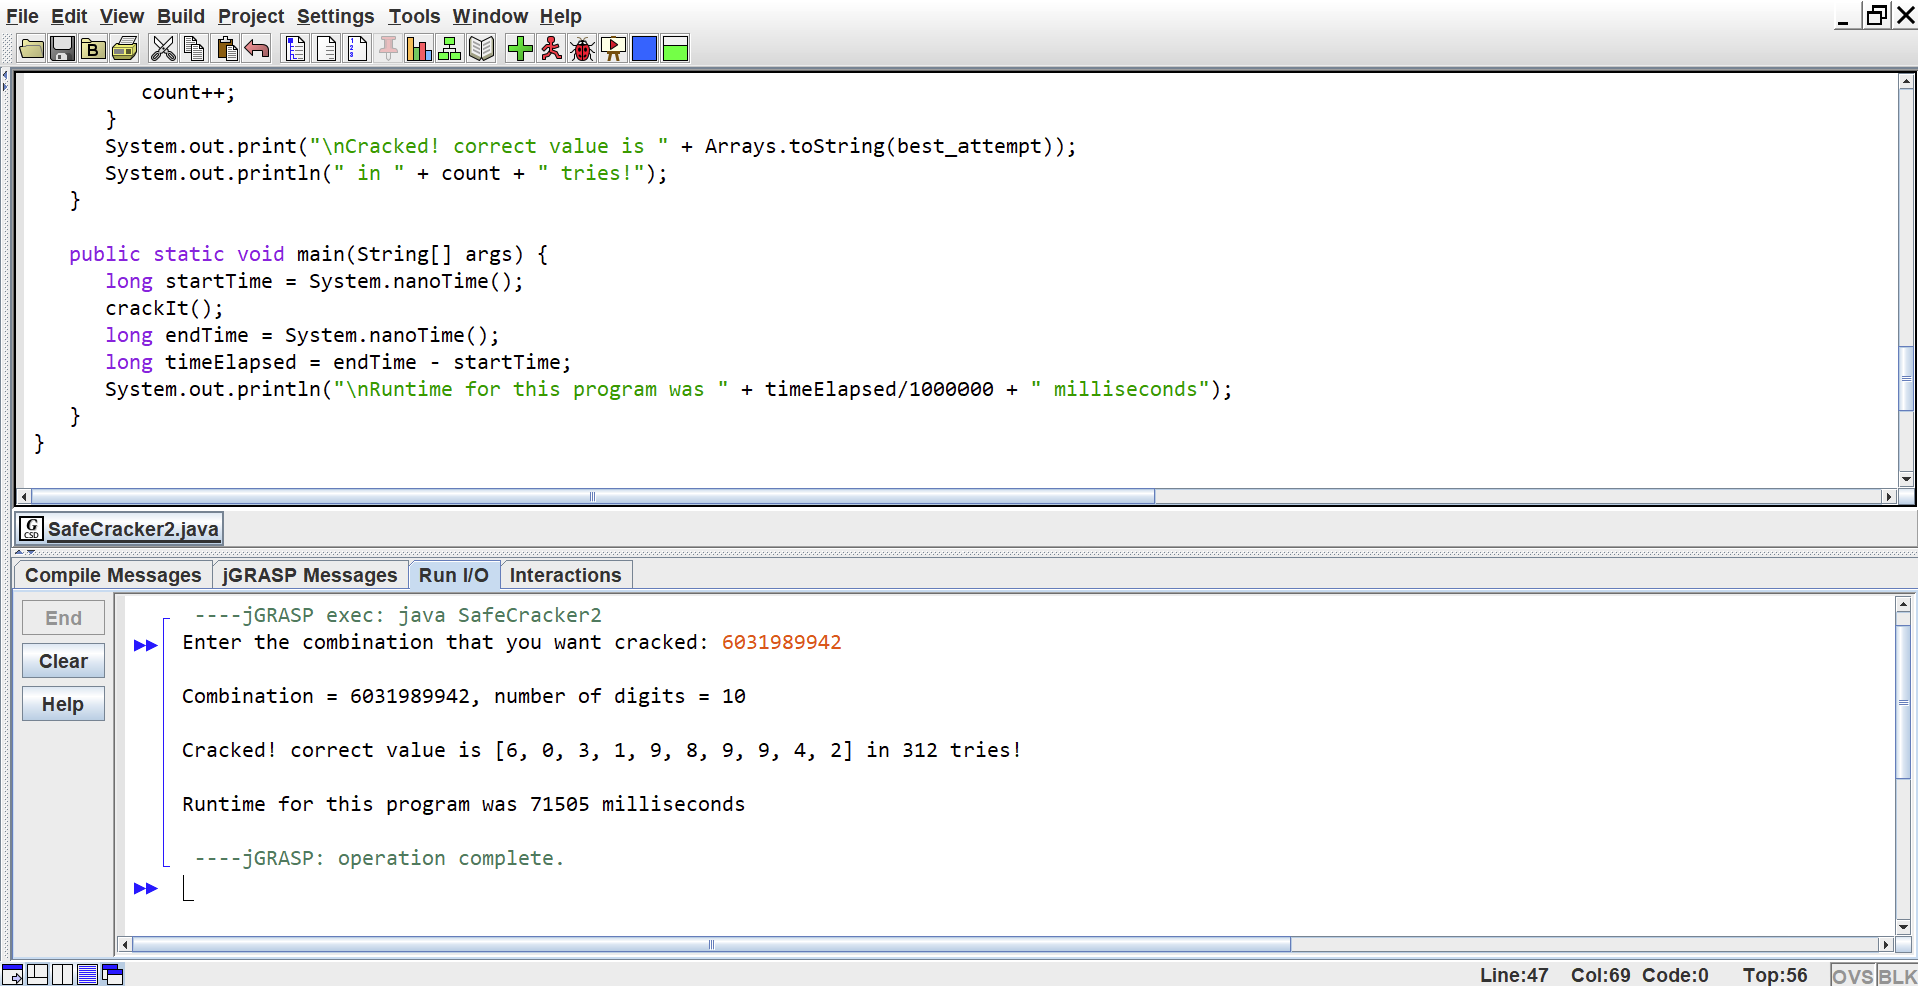 File Edit View Build Project Settings Tools Window Help
count++;
}
System.out.print("\nCracked! correct value is " + Arrays.toString(best_attempt));
System.out.println(" in " + count + " tries!");
}
public static void main(String[] args) {
long startTime = System.nanoTime();
crackIt();
long endTime = System.nanoTime();
long timeElapsed = endTime - startTime;
System.out.println("\nRuntime for this program was " + timeElapsed/1000000 + " milliseconds");
}
}
G CSD SafeCracker2.java
Compile Messages jGRASP Messages Run I/O Interactions
End
Clear
Help
----jGRASP exec: java SafeCracker2
Enter the combination that you want cracked: 6031989942
Combination = 6031989942, number of digits = 10
Cracked! correct value is [6, 0, 3, 1, 9, 8, 9, 9, 4, 2] in 312 tries!
Runtime for this program was 71505 milliseconds
----jGRASP: operation complete.
Line:47 Col:69 Code:0 Top:56 OVS BLK